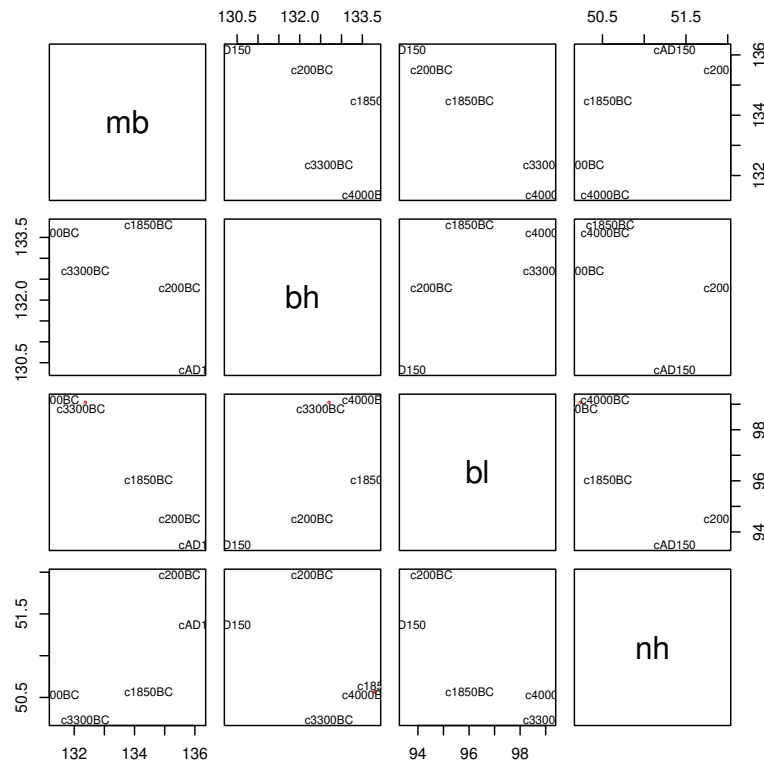 130.5 132.0 133.5 50.5 51.5
mb
D150 c200BC c1850 c3300BC c4000B
D150 c200BC c1850BC c3300 c4000
cAD150 c200 c1850BC 00BC c4000BC
136 134 132
133.5 132.0 130.5
00BC c1850BC c3300BC c200BC cAD1
bh
c1850BC c4000 c3300 c200BC D150
c1850BC c4000BC 00BC c200 cAD150
00BC c3300BC c1850BC c200BC cAD1
c4000B c3300BC c1850 c200BC D150
bl
c4000BC 0BC c1850BC c200 cAD150
98 96 94
51.5 50.5
c200BC cAD1 00BC c1850BC c3300BC
c200BC D150 c185 c4000B c3300BC
c200BC D150 c1850BC c4000 c3300
nh
132 134 136 94 96 98